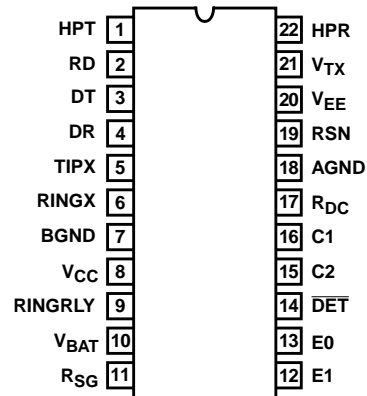 HPT 1 22 HPR
RD 2 21 VTX
DT 3 20 VEE
DR 4 19 RSN
TIPX 5 18 AGND
RINGX 6 17 RDC
BGND 7 16 C1
VCC 8 15 C2
RINGRLY 9 14 D̅E̅T̅
VBAT 10 13 E0
RSG 11 12 E1